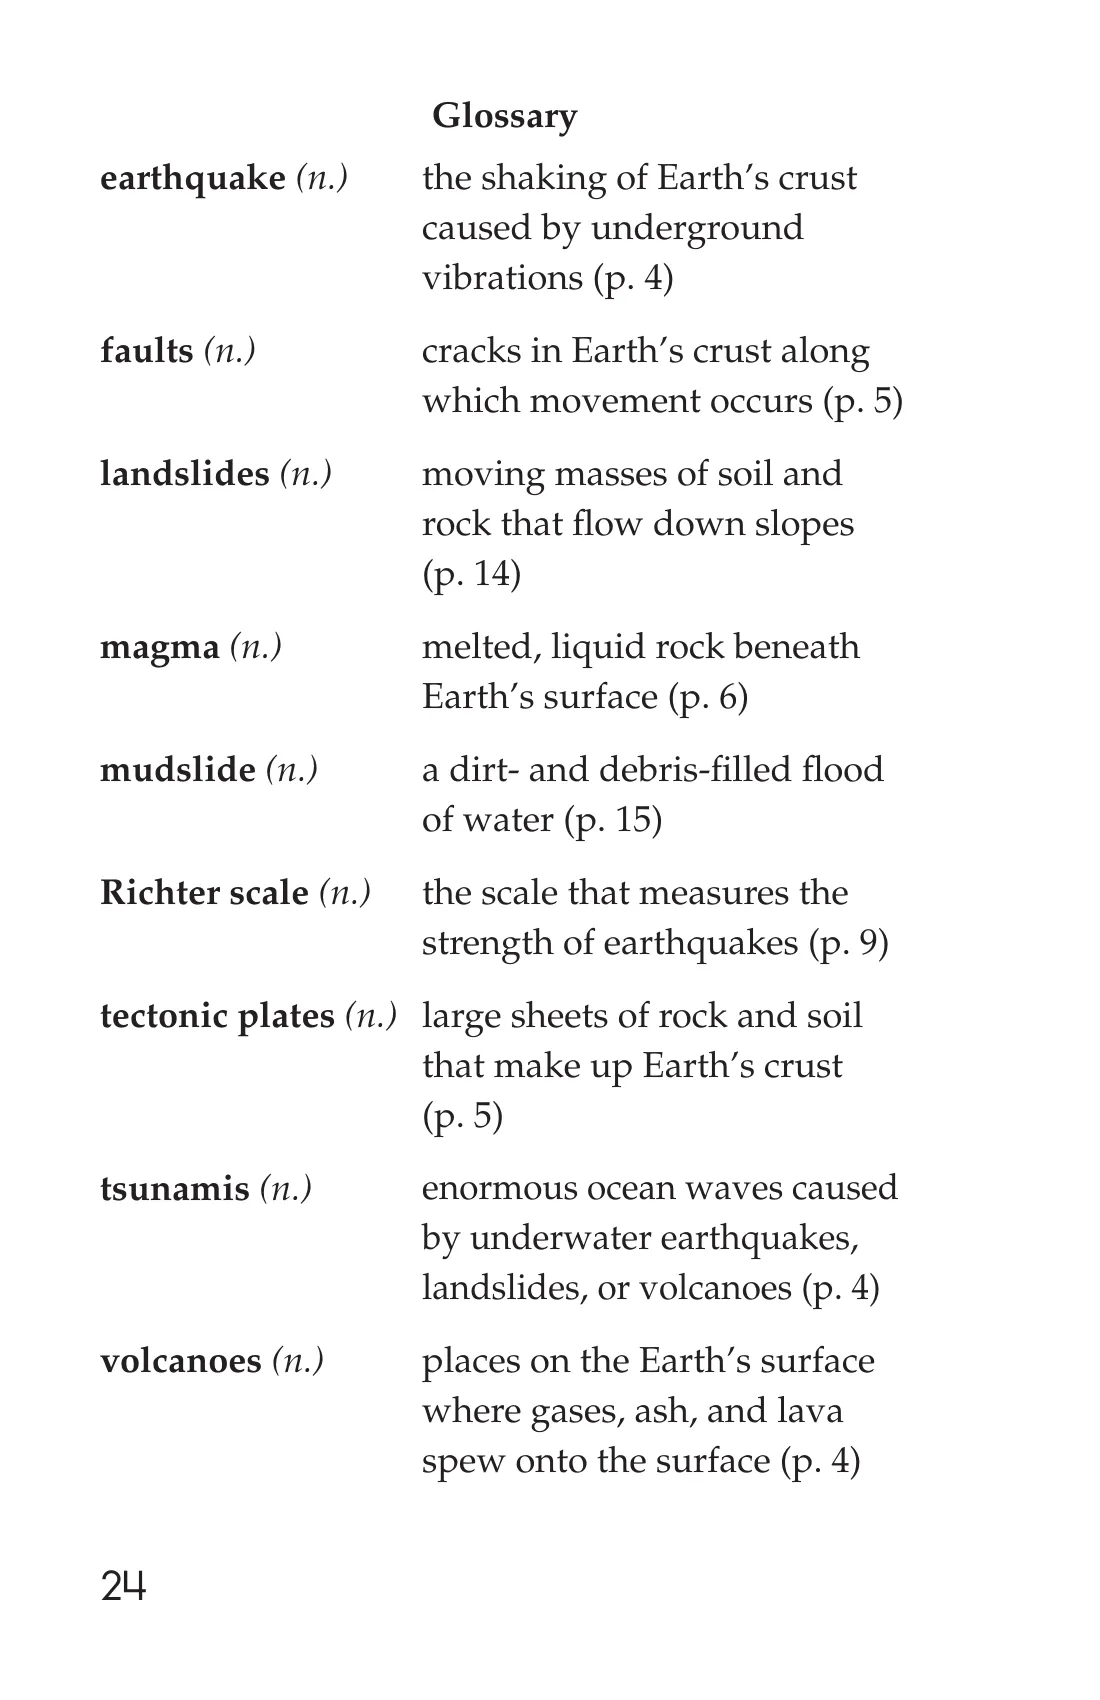 Glossary
earthquake (n.) the shaking of Earth’s crust
caused by underground
vibrations (p. 4)
faults (n.) cracks in Earth’s crust along
which movement occurs (p. 5)
landslides (n.) moving masses of soil and
rock that flow down slopes
(p. 14)
magma (n.) melted, liquid rock beneath
Earth’s surface (p. 6)
mudslide (n.) a dirt- and debris-filled flood
of water (p. 15)
Richter scale (n.) the scale that measures the
strength of earthquakes (p. 9)
tectonic plates (n.) large sheets of rock and soil
that make up Earth’s crust
(p. 5)
tsunamis (n.) enormous ocean waves caused
by underwater earthquakes,
landslides, or volcanoes (p. 4)
volcanoes (n.) places on the Earth’s surface
where gases, ash, and lava
spew onto the surface (p. 4)
24